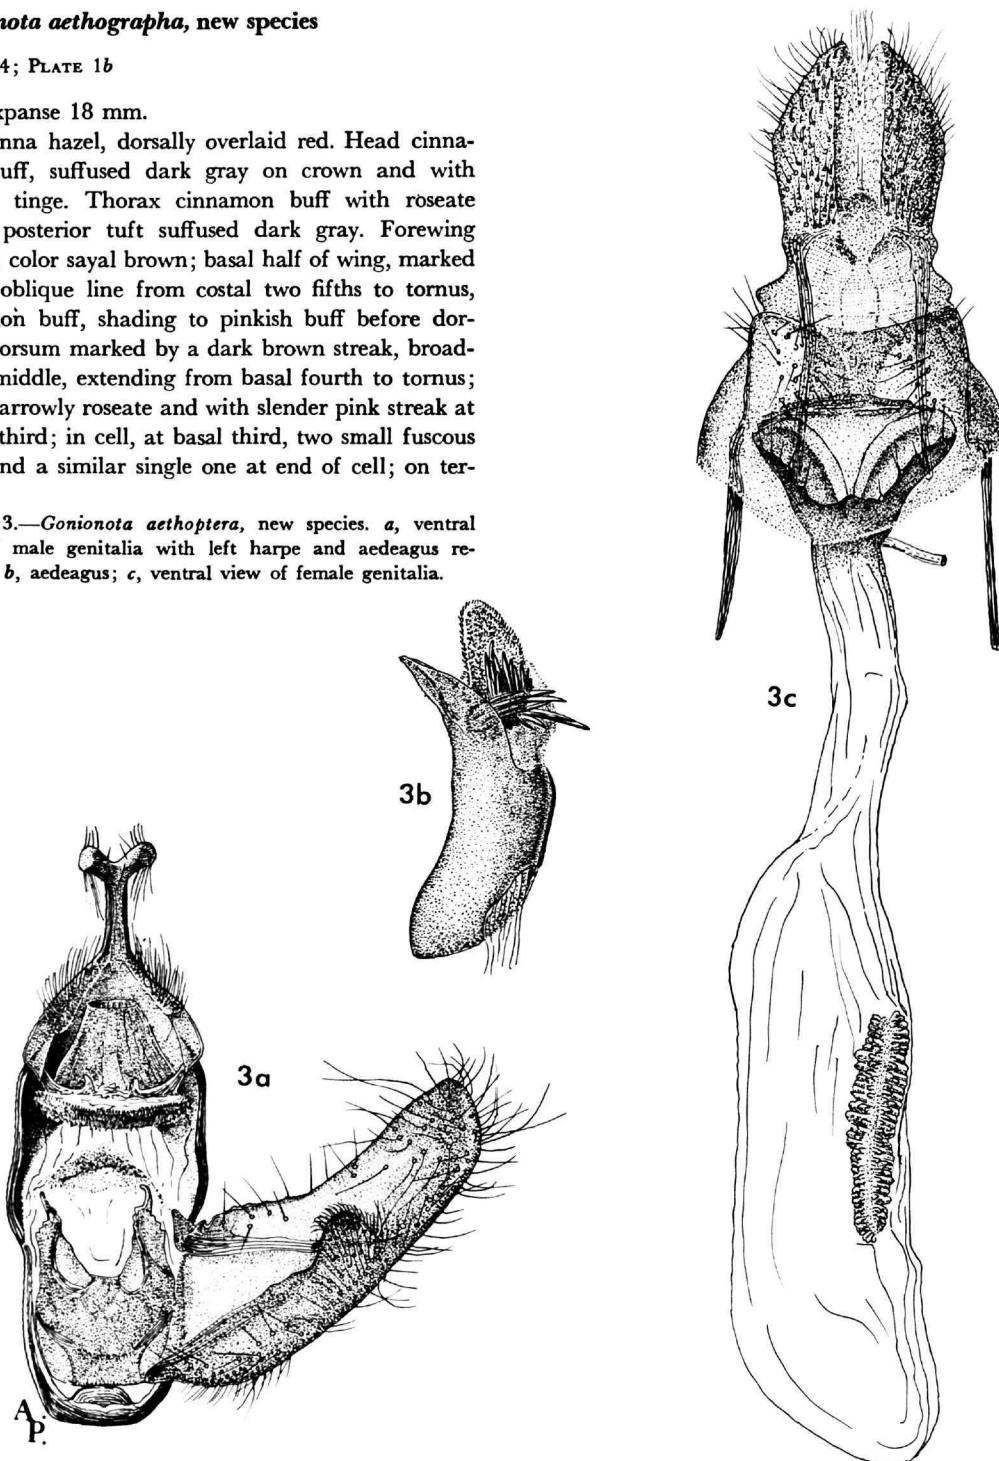 nota aethographa, new species
4; PLATE 1b
xpanse 18 mm.
nna hazel, dorsally overlaid red. Head cinna-
uff, suffused dark gray on crown and with
tinge. Thorax cinnamon buff with roseate
posterior tuft suffused dark gray. Forewing
color sayal brown; basal half of wing, marked
oblique line from costal two fifths to tornus,
on buff, shading to pinkish buff before dor-
orsum marked by a dark brown streak, broad-
middle, extending from basal fourth to tornus;
arrowly roseate and with slender pink streak at
third; in cell, at basal third, two small fuscous
nd a similar single one at end of cell; on ter-
3.—Gonionota aethoptera, new species. a, ventral
male genitalia with left harpe and aedeagus re-
b, aedeagus; c, ventral view of female genitalia.
3c
3b
3a
A.P.